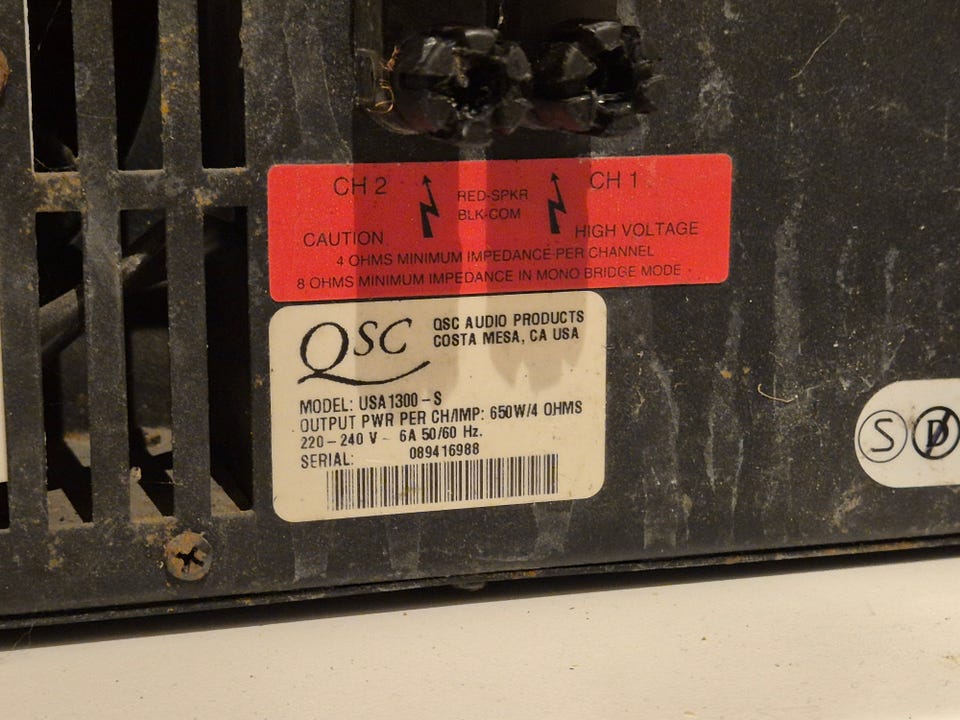 CH 2
RED-SPKR
BLK-COM
CH 1
CAUTION
HIGH VOLTAGE
4 OHMS MINIMUM IMPEDANCE PER CHANNEL
8 OHMS MINIMUM IMPEDANCE IN MONO BRIDGE MODE
QSC
QSC AUDIO PRODUCTS
COSTA MESA, CA USA
MODEL: USA1300-S
OUTPUT PWR PER CH/IMP: 650W/4 OHMS
220-240 V ~ 6A 50/60 Hz.
SERIAL: 089416988
S D